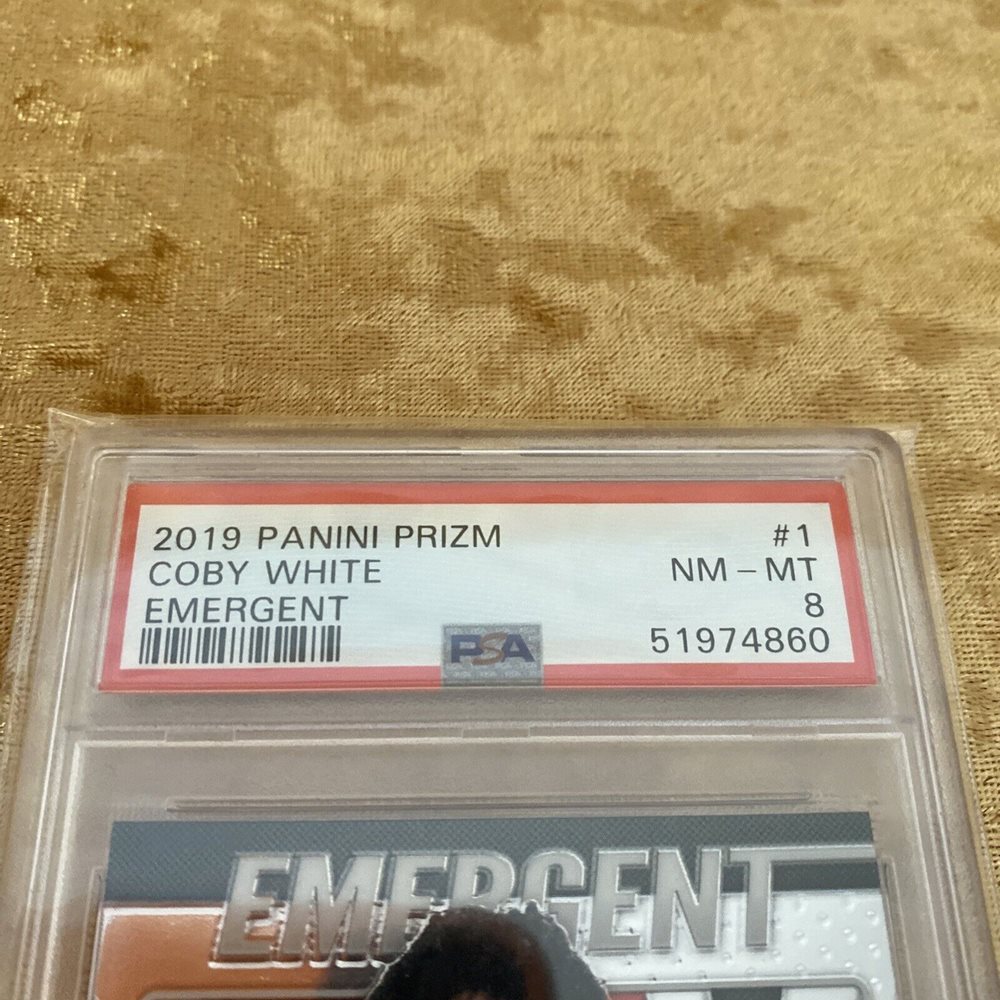 2019 PANINI PRIZM #1
COBY WHITE NM - MT
EMERGENT 8
PSA 51974860
EMERGENT